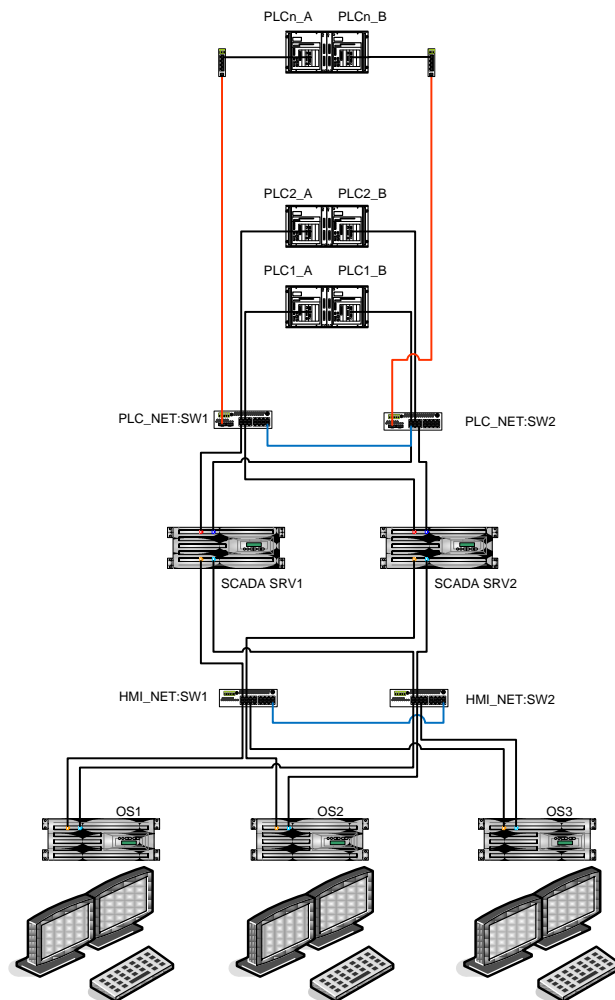 PLCn_A PLCn_B
PLC2_A PLC2_B
PLC1_A PLC1_B
PLC_NET:SW1 PLC_NET:SW2
SCADA SRV1 SCADA SRV2
HMI_NET:SW1 HMI_NET:SW2
OS1 OS2 OS3